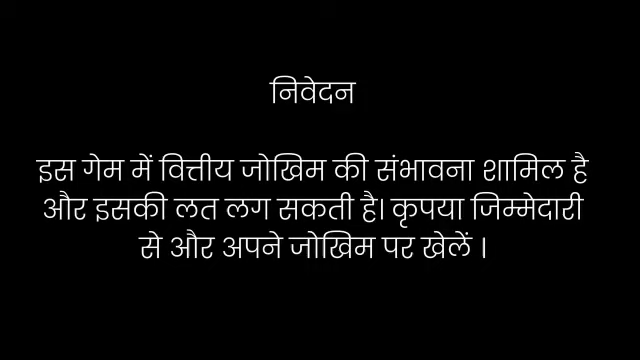 निवेदन
इस गेम में वित्तीय जोखिम की संभावना शामिल है
और इसकी लत लग सकती है। कृपया जिम्मेदारी
से और अपने जोखिम पर खेलें ।